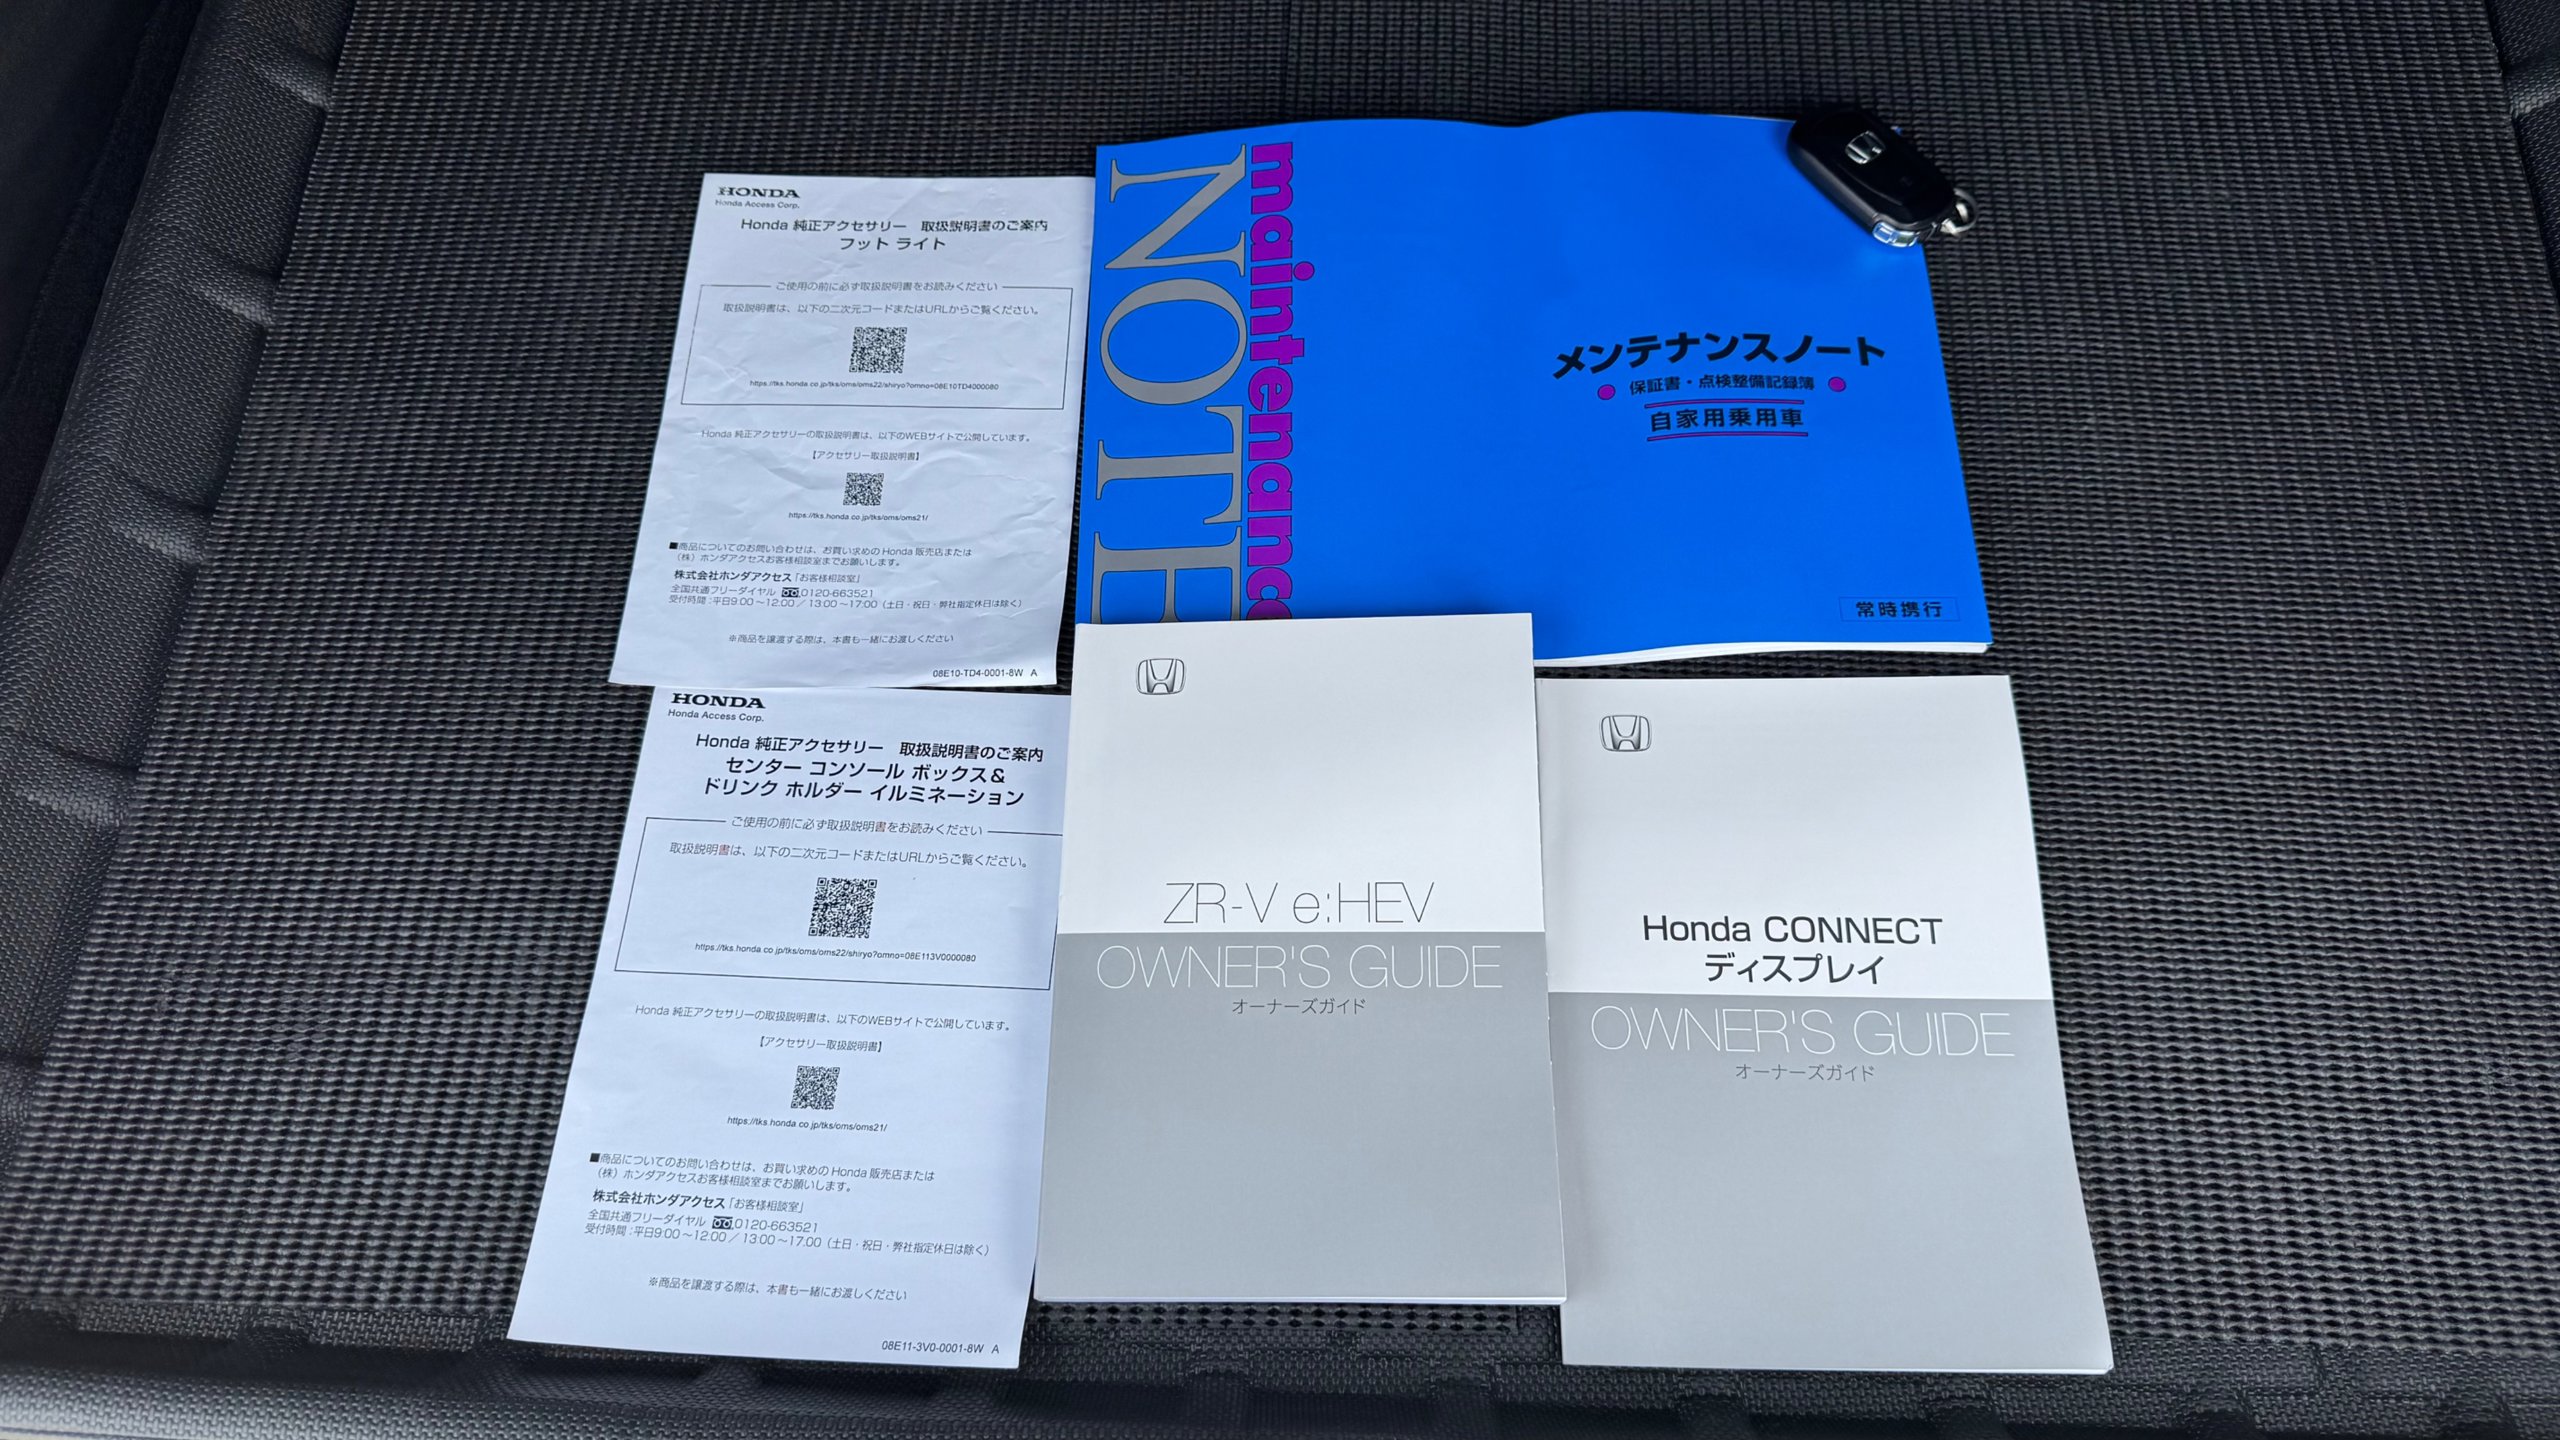 HONDA
Honda Access Corp.
Honda 純正アクセサリー 取扱説明書のご案内
フット ライト
ご使用の前に必ず取扱説明書をお読みください
取扱説明書は、以下の二次元コードまたはURLからご覧ください。
https://tks.honda.co.jp/tks/oms/oms22/shiryo?omno=08E10TD4000080
Honda 純正アクセサリーの取扱説明書は、以下のWEBサイトで公開しています。
【アクセサリー取扱説明書】
https://tks.honda.co.jp/tks/oms/oms21/
■商品についてのお問い合わせは、お買い求めの Honda 販売店または
（株）ホンダアクセスお客様相談室までお願いします。
株式会社ホンダアクセス「お客様相談室」
全国共通フリーダイヤル 0120-663521
受付時間：平日9:00～12:00／13:00～17:00（土日・祝日・弊社指定休日は除く）
※商品を譲渡する際は、本書も一緒にお渡しください
08E10-TD4-0001-8W A
HONDA
Honda Access Corp.
Honda 純正アクセサリー 取扱説明書のご案内
センター コンソール ボックス＆
ドリンク ホルダー イルミネーション
ご使用の前に必ず取扱説明書をお読みください
取扱説明書は、以下の二次元コードまたはURLからご覧ください。
https://tks.honda.co.jp/tks/oms/oms22/shiryo?omno=08E113V0000080
Honda 純正アクセサリーの取扱説明書は、以下のWEBサイトで公開しています。
【アクセサリー取扱説明書】
https://tks.honda.co.jp/tks/oms/oms21/
■商品についてのお問い合わせは、お買い求めの Honda 販売店または
（株）ホンダアクセスお客様相談室までお願いします。
株式会社ホンダアクセス「お客様相談室」
全国共通フリーダイヤル 0120-663521
受付時間：平日9:00～12:00／13:00～17:00（土日・祝日・弊社指定休日は除く）
※商品を譲渡する際は、本書も一緒にお渡しください
08E11-3V0-0001-8W A
maintenance
NOTE
メンテナンスノート
保証書・点検整備記録簿
自家用乗用車
常時携行
ZR-V e:HEV
OWNER'S GUIDE
オーナーズガイド
Honda CONNECT
ディスプレイ
OWNER'S GUIDE
オーナーズガイド